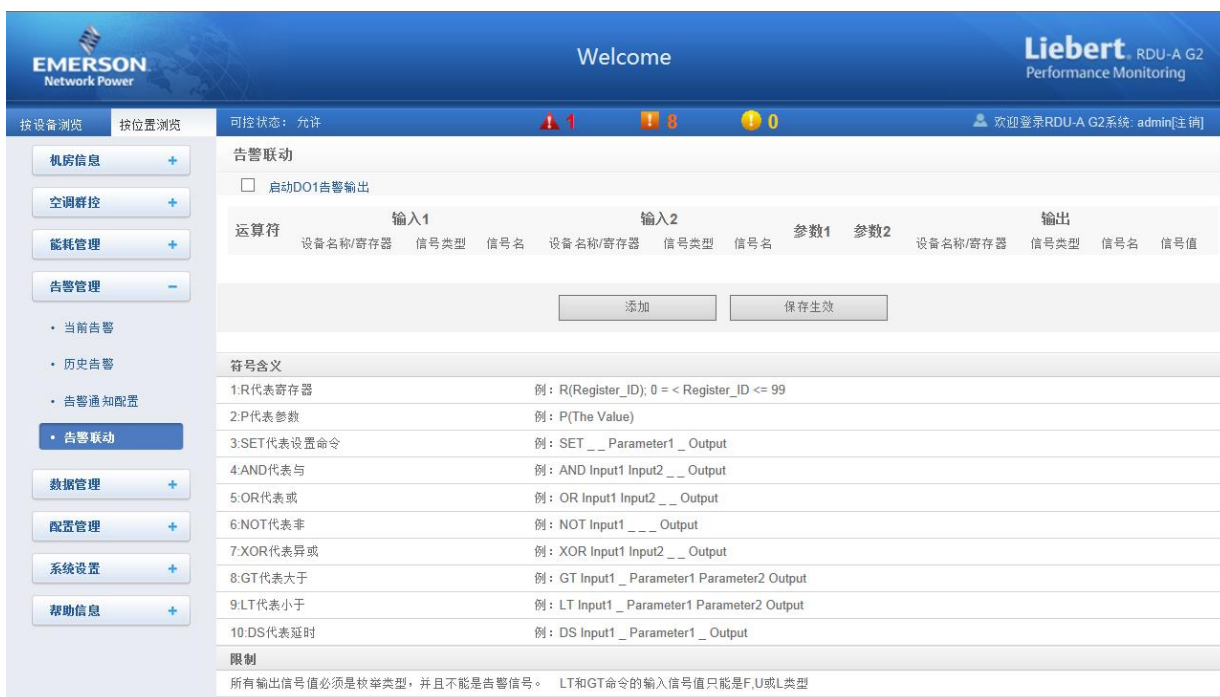 EMERSON
Network Power
Welcome
Liebert RDU-A G2
Performance Monitoring
按设备浏览 按位置浏览 可控状态：允许 1 8 0 欢迎登录RDU-A G2系统: admin[注销]
机房信息 +
空调群控 +
能耗管理 +
告警管理 −
• 当前告警
• 历史告警
• 告警通知配置
• 告警联动
数据管理 +
配置管理 +
系统设置 +
帮助信息 +
告警联动
启动DO1告警输出
运算符 输入1 输入2 参数1 参数2 输出
设备名称/寄存器 信号类型 信号名 设备名称/寄存器 信号类型 信号名 设备名称/寄存器 信号类型 信号名 信号值
添加 保存生效
符号含义
1:R代表寄存器 例：R(Register_ID); 0 = < Register_ID <= 99
2:P代表参数 例：P(The Value)
3:SET代表设置命令 例：SET _ _ Parameter1 _ Output
4:AND代表与 例：AND Input1 Input2 _ _ Output
5:OR代表或 例：OR Input1 Input2 _ _ Output
6:NOT代表非 例：NOT Input1 _ _ _ Output
7:XOR代表异或 例：XOR Input1 Input2 _ _ Output
8:GT代表大于 例：GT Input1 _ Parameter1 Parameter2 Output
9:LT代表小于 例：LT Input1 _ Parameter1 Parameter2 Output
10:DS代表延时 例：DS Input1 _ Parameter1 _ Output
限制
所有输出信号值必须是枚举类型，并且不能是告警信号。 LT和GT命令的输入信号值只能是F,U或L类型